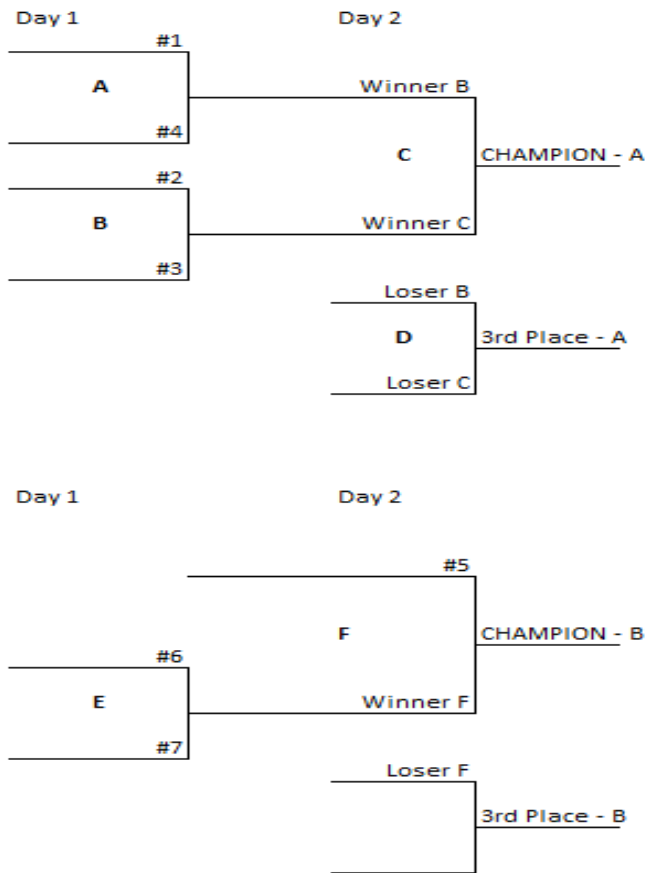 Day 1 Day 2
#1
A Winner B
#4 C CHAMPION - A
#2
B Winner C
#3 Loser B
D 3rd Place - A
Loser C
Day 1 Day 2
#5
F CHAMPION - B
#6
E Winner F
#7 Loser F
3rd Place - B